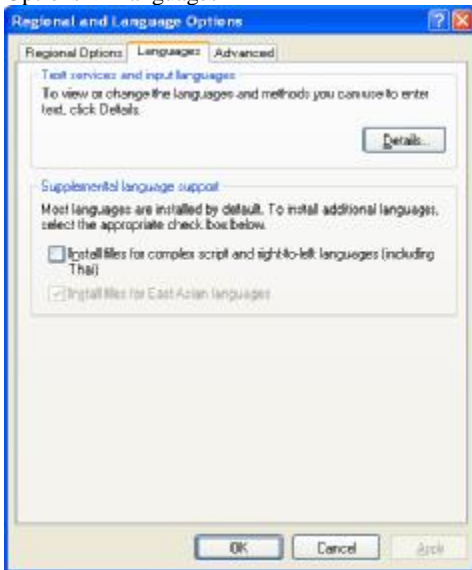 Regional and Language Options
Regional Options Languages Advanced
Text services and input languages
To view or change the languages and methods you can use to enter
text, click Details.
Details...
Supplemental language support
Most languages are installed by default. To install additional languages,
select the appropriate check box below.
Install files for complex script and right-to-left languages (including
Thai)
Install files for East Asian languages
OK Cancel Apply